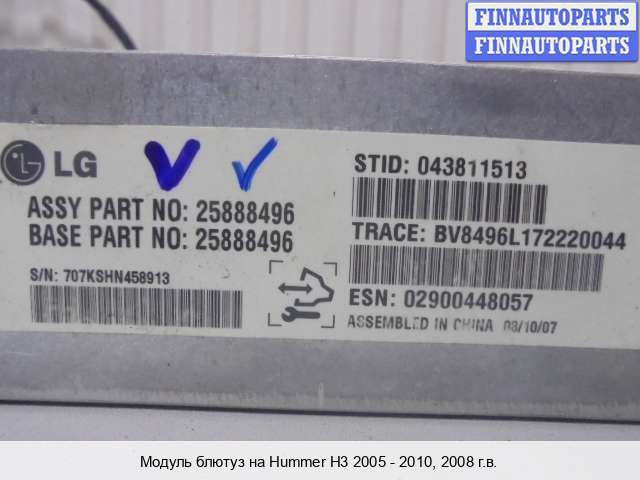 FINNAUTOPARTS
FINNAUTOPARTS
LG
STID: 043811513
ASSY PART NO: 25888496
BASE PART NO: 25888496
TRACE: BV8496L172220044
S/N: 707KSHN458913
ESN: 02900448057
ASSEMBLED IN CHINA 08/10/07
Модуль блютуз на Hummer H3 2005 - 2010, 2008 г.в.